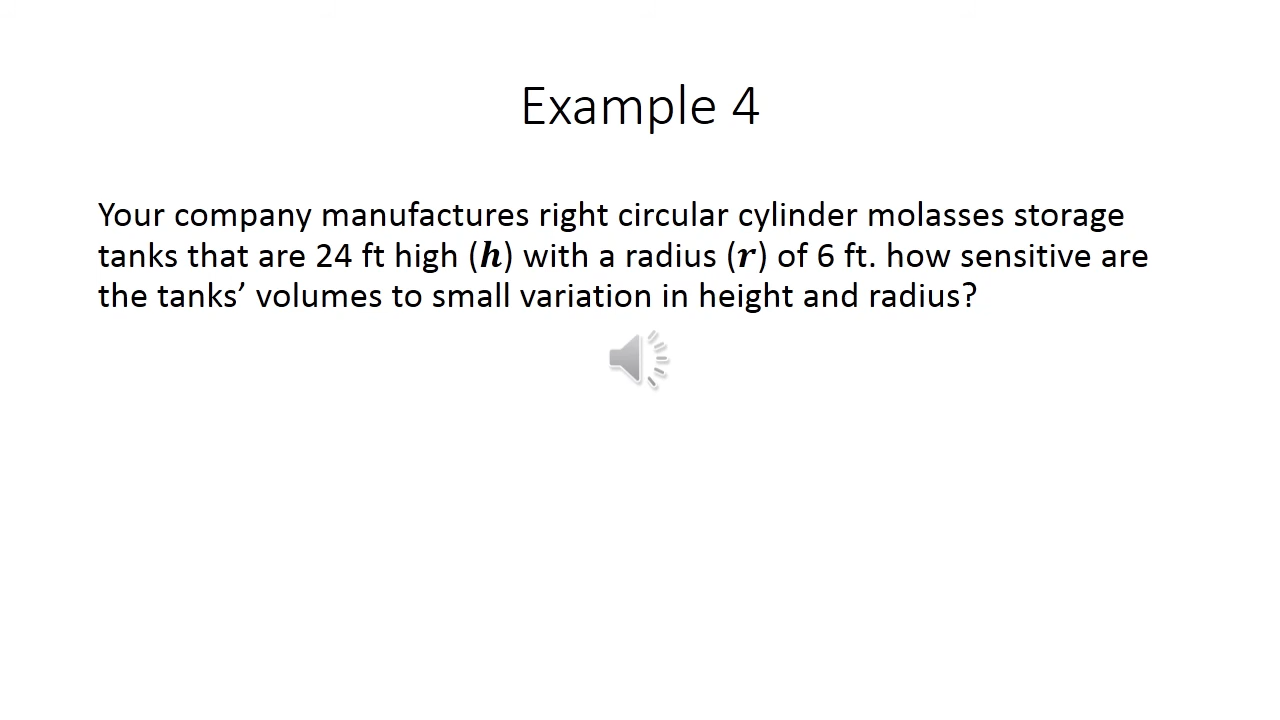 Example 4
Your company manufactures right circular cylinder molasses storage
tanks that are 24 ft high (h) with a radius (r) of 6 ft. how sensitive are
the tanks’ volumes to small variation in height and radius?